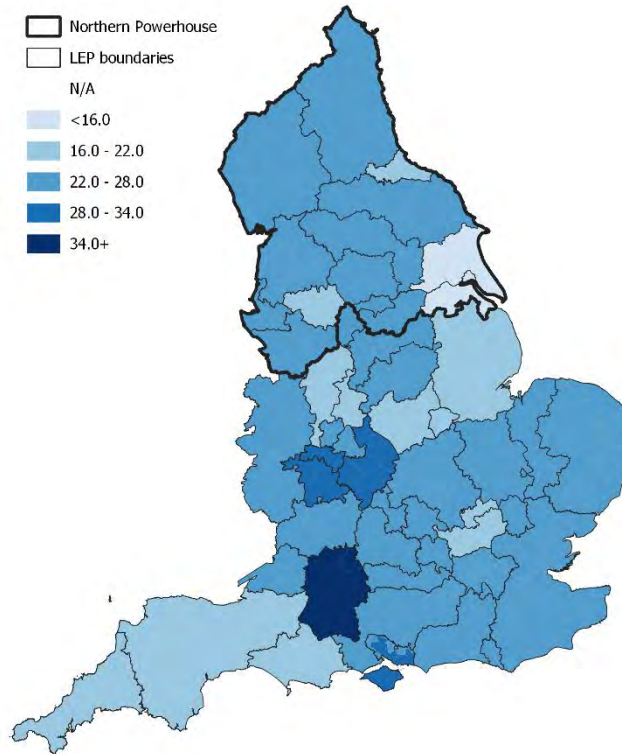 Northern Powerhouse
LEP boundaries
N/A
<16.0
16.0 - 22.0
22.0 - 28.0
28.0 - 34.0
34.0+